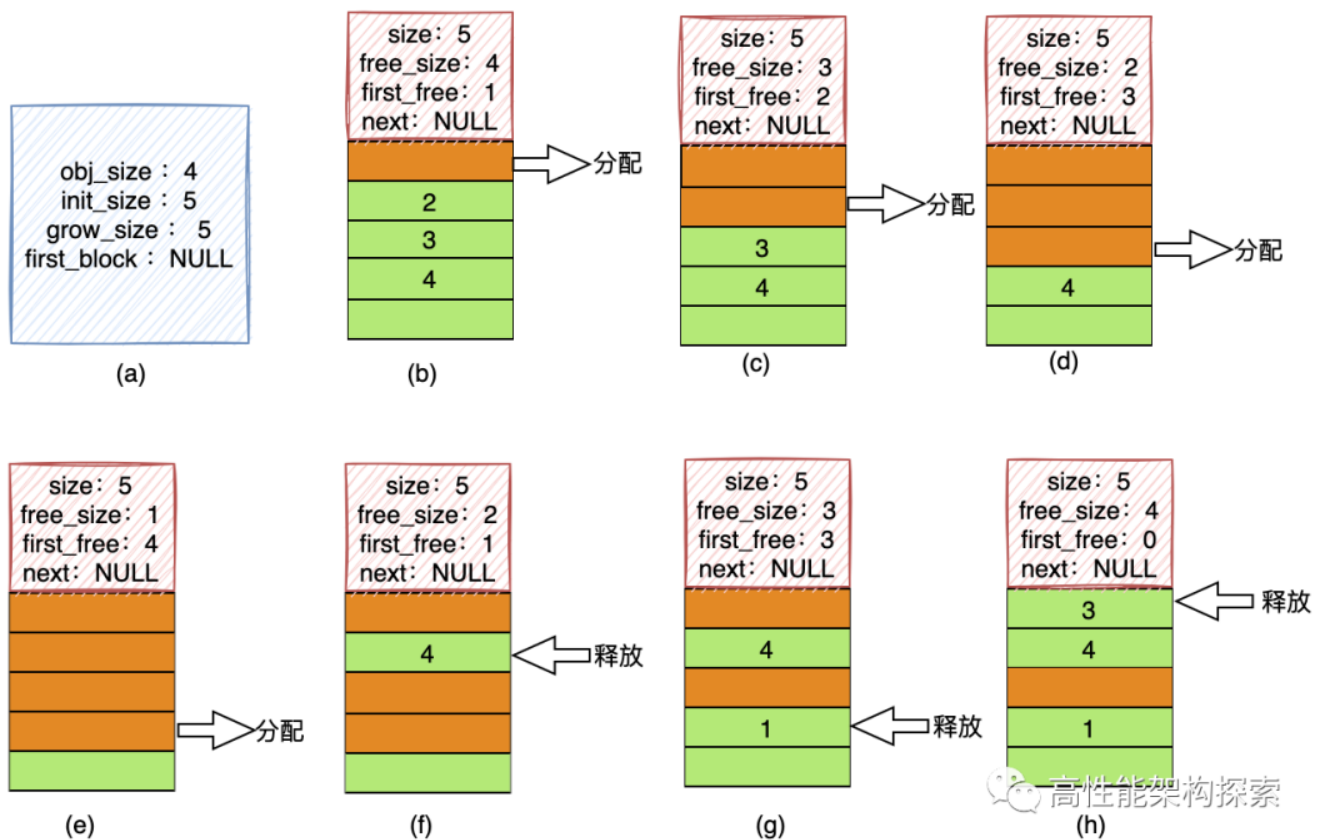 obj_size : 4
init_size : 5
grow_size : 5
first_block : NULL
(a)
size: 5
free_size: 4
first_free: 1
next: NULL
分配
2
3
4
(b)
size: 5
free_size: 3
first_free: 2
next: NULL
分配
3
4
(c)
size: 5
free_size: 2
first_free: 3
next: NULL
分配
4
(d)
size: 5
free_size: 1
first_free: 4
next: NULL
分配
(e)
size: 5
free_size: 2
first_free: 1
next: NULL
4
释放
(f)
size: 5
free_size: 3
first_free: 3
next: NULL
4
1
释放
(g)
size: 5
free_size: 4
first_free: 0
next: NULL
3
释放
4
1
(h)
高性能架构探索